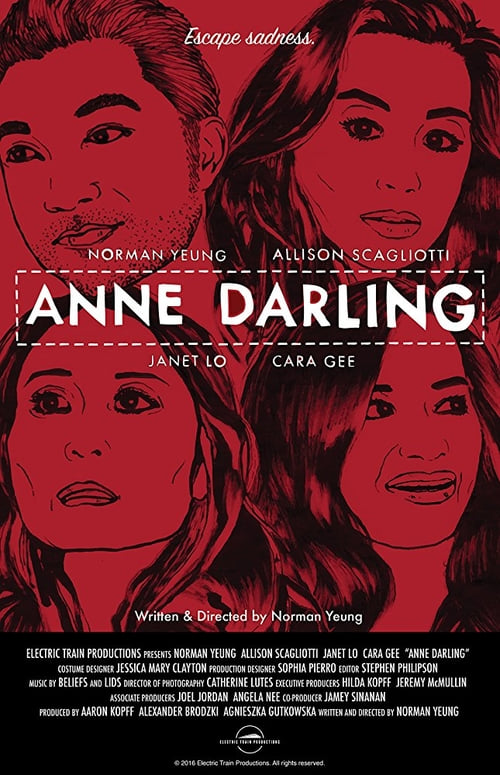 Escape sadness.
NORMAN YEUNG ALLISON SCAGLIOTTI
ANNE DARLING
JANET LO CARA GEE
Written & Directed by Norman Yeung
ELECTRIC TRAIN PRODUCTIONS PRESENTS NORMAN YEUNG ALLISON SCAGLIOTTI JANET LO CARA GEE "ANNE DARLING"
COSTUME DESIGNER JESSICA MARY CLAYTON PRODUCTION DESIGNER SOPHIA PIERRO EDITOR STEPHEN PHILIPSON
MUSIC BY BELIEFS AND LIDS DIRECTOR OF PHOTOGRAPHY CATHERINE LUTES EXECUTIVE PRODUCERS HILDA KOPFF JEREMY McMULLIN
ASSOCIATE PRODUCERS JOEL JORDAN ANGELA NEE CO-PRODUCER JAMEY SINANAN
PRODUCED BY AARON KOPFF ALEXANDER BRODZKI AGNIESZKA GUTKOWSKA WRITTEN AND DIRECTED BY NORMAN YEUNG
ELECTRIC TRAIN PRODUCTIONS
© 2016 Electric Train Productions. All rights reserved.